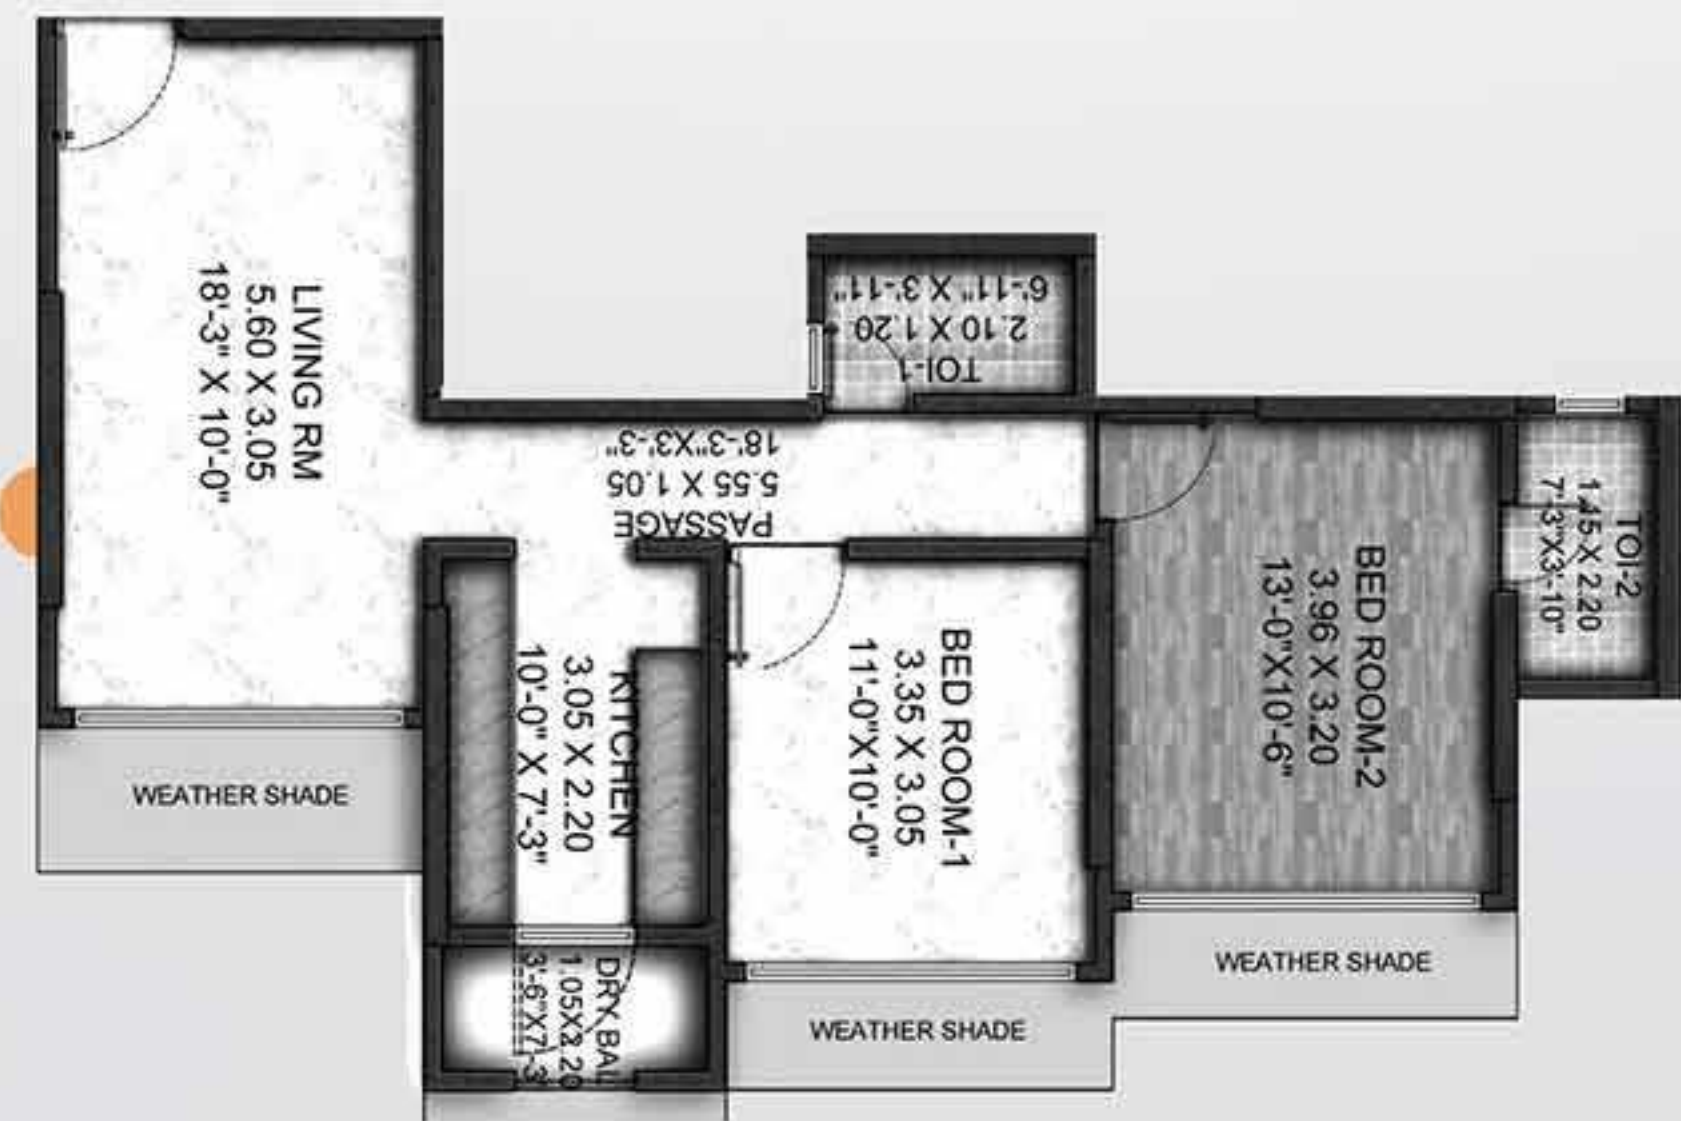 LIVING RM
5.60 X 3.05
18'-3" X 10'-0"
WEATHER SHADE
TOI-1
2.10 X 1.20
6'-11" X 3'-11"
PASSAGE
5.55 X 1.05
18'-3"X3'-3"
KITCHEN
3.05 X 2.20
10'-0" X 7'-3"
DRY BAL
1.05X2.20
3'-6"X7'-3"
BED ROOM-1
3.35 X 3.05
11'-0"X10'-0"
WEATHER SHADE
BED ROOM-2
3.96 X 3.20
13'-0"X10'-6"
WEATHER SHADE
TOI-2
1.45 X 2.20
7'-3"X3'-10"